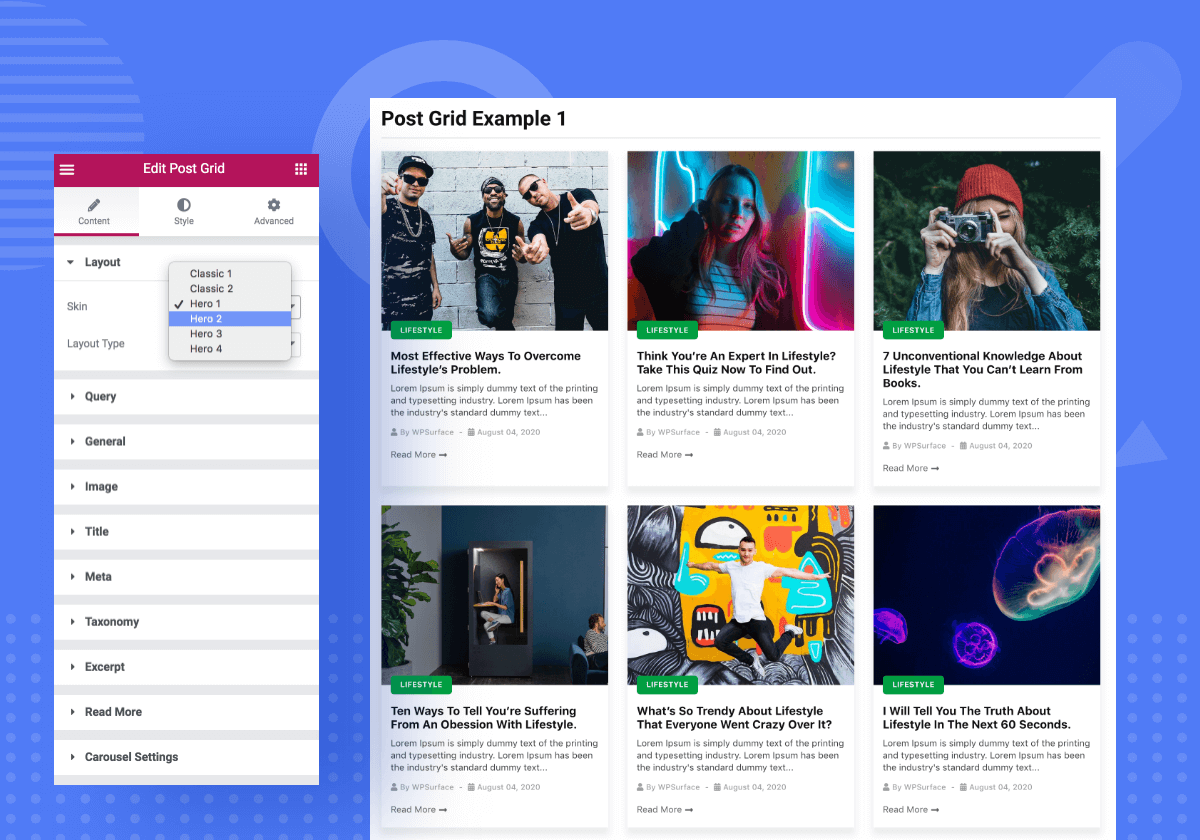 Edit Post Grid
Content
Style
Advanced
Layout
Skin
Layout Type
Classic 1
Classic 2
Hero 1
Hero 2
Hero 3
Hero 4
Query
General
Image
Title
Meta
Taxonomy
Excerpt
Read More
Carousel Settings
Post Grid Example 1
LIFESTYLE
Most Effective Ways To Overcome
Lifestyle's Problem.
Lorem Ipsum is simply dummy text of the printing
and typesetting industry. Lorem Ipsum has been
the industry's standard dummy text...
By WPSurface - August 04, 2020
Read More
LIFESTYLE
Think You're An Expert In Lifestyle?
Take This Quiz Now To Find Out.
Lorem Ipsum is simply dummy text of the printing
and typesetting industry. Lorem Ipsum has been
the industry's standard dummy text...
By WPSurface - August 04, 2020
Read More
LIFESTYLE
7 Unconventional Knowledge About
Lifestyle That You Can't Learn From
Books.
Lorem Ipsum is simply dummy text of the printing
and typesetting industry. Lorem Ipsum has been
the industry's standard dummy text...
By WPSurface - August 04, 2020
Read More
LIFESTYLE
Ten Ways To Tell You're Suffering
From An Obession With Lifestyle.
Lorem Ipsum is simply dummy text of the printing
and typesetting industry. Lorem Ipsum has been
the industry's standard dummy text...
By WPSurface - August 04, 2020
Read More
LIFESTYLE
What's So Trendy About Lifestyle
That Everyone Went Crazy Over It?
Lorem Ipsum is simply dummy text of the printing
and typesetting industry. Lorem Ipsum has been
the industry's standard dummy text...
By WPSurface - August 04, 2020
Read More
LIFESTYLE
I Will Tell You The Truth About
Lifestyle In The Next 60 Seconds.
Lorem Ipsum is simply dummy text of the printing
and typesetting industry. Lorem Ipsum has been
the industry's standard dummy text...
By WPSurface - August 04, 2020
Read More